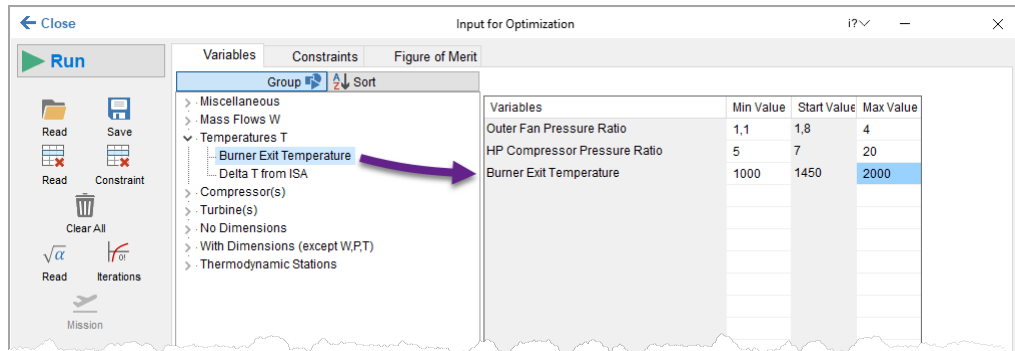 Close
Input for Optimization
i?
Run
Variables
Constraints
Figure of Merit
Group
A Z Sort
Read
Save
Read
Constraint
Clear All
√α
0!
Read
Iterations
Mission
Miscellaneous
Mass Flows W
Temperatures T
Burner Exit Temperature
Delta T from ISA
Compressor(s)
Turbine(s)
No Dimensions
With Dimensions (except W,P,T)
Thermodynamic Stations
Variables Min Value Start Value Max Value
Outer Fan Pressure Ratio 1,1 1,8 4
HP Compressor Pressure Ratio 5 7 20
Burner Exit Temperature 1000 1450 2000